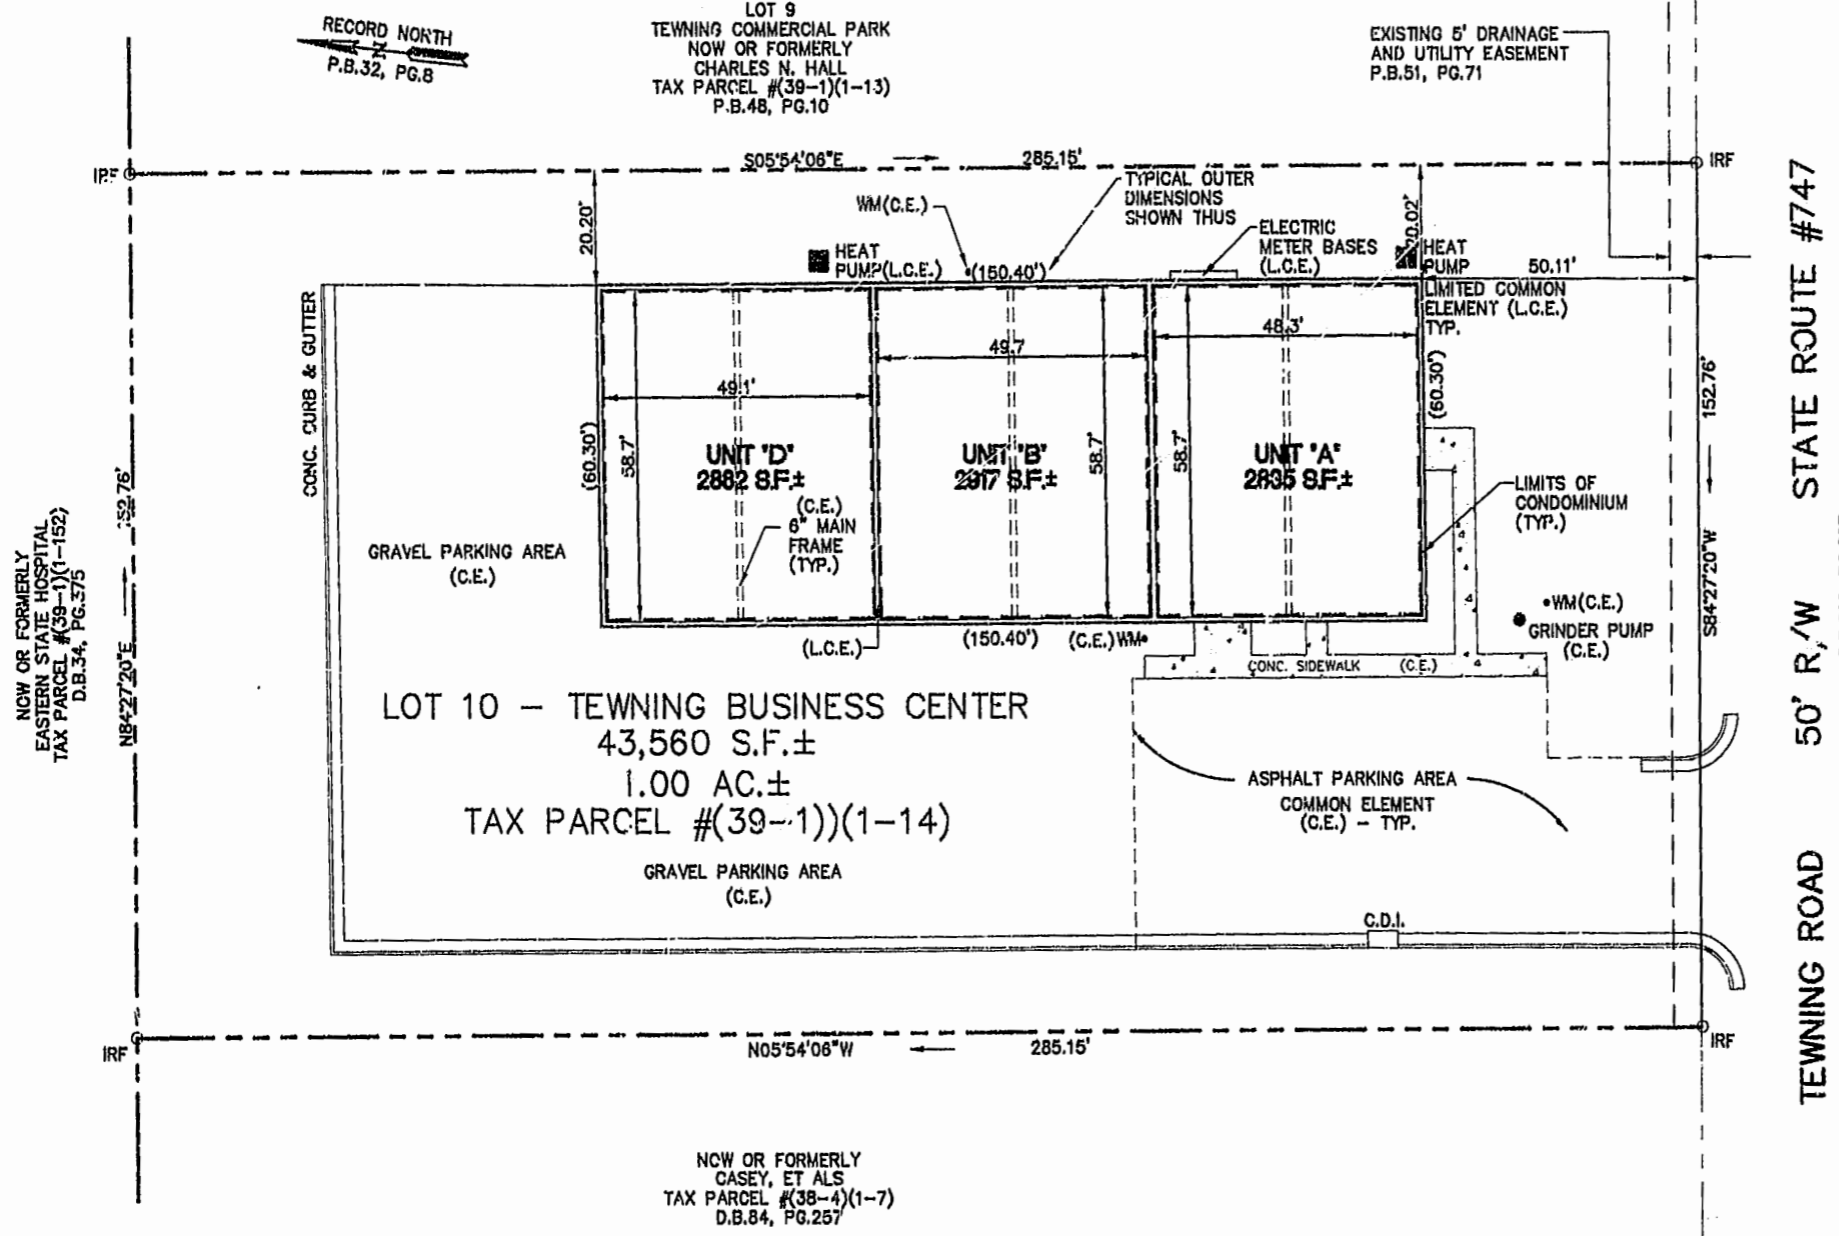 RECORD NORTH
Z
P.B.32, PG.8
LOT 9
TEWNING COMMERCIAL PARK
NOW OR FORMERLY
CHARLES N. HALL
TAX PARCEL #(39-1)(1-13)
P.B.48, PG.10
EXISTING 5' DRAINAGE
AND UTILITY EASEMENT
P.B.51, PG.71
IRF
S05°54'06"E
285.15'
IRF
20.20'
WM(C.E.)
TYPICAL OUTER
DIMENSIONS
SHOWN THUS
20.02'
HEAT
PUMP(L.C.E.)
(150.40')
ELECTRIC
METER BASES
(L.C.E.)
HEAT
PUMP
50.11'
LIMITED COMMON
ELEMENT (L.C.E.)
TYP.
CONC. CURB & GUTTER
49.1'
49.7
48.3'
(60.30')
58.7'
58.7'
58.7'
(60.30')
UNIT "D"
2882 S.F.±
UNIT "B"
2917 S.F.±
UNIT "A"
2835 S.F.±
(C.E.)
6" MAIN
FRAME
(TYP.)
LIMITS OF
CONDOMINIUM
(TYP.)
GRAVEL PARKING AREA
(C.E.)
(L.C.E.)
(150.40')
(C.E.) WM
WM(C.E.)
GRINDER PUMP
(C.E.)
CONC. SIDEWALK (C.E.)
NOW OR FORMERLY
EASTERN STATE HOSPITAL
TAX PARCEL #(39-1)(1-152)
D.B.34, PG.375
N84°27'20"E
152.76'
152.76'
S84°27'20"W
STATE ROUTE #747
50' R/W
TEWNING ROAD
LOT 10 - TEWNING BUSINESS CENTER
43,560 S.F.±
1.00 AC.±
TAX PARCEL #(39-1))(1-14)
ASPHALT PARKING AREA
COMMON ELEMENT
(C.E.) - TYP.
GRAVEL PARKING AREA
(C.E.)
C.D.I.
IRF
N05°54'06"W
285.15'
IRF
NOW OR FORMERLY
CASEY, ET ALS
TAX PARCEL #(38-4)(1-7)
D.B.84, PG.257